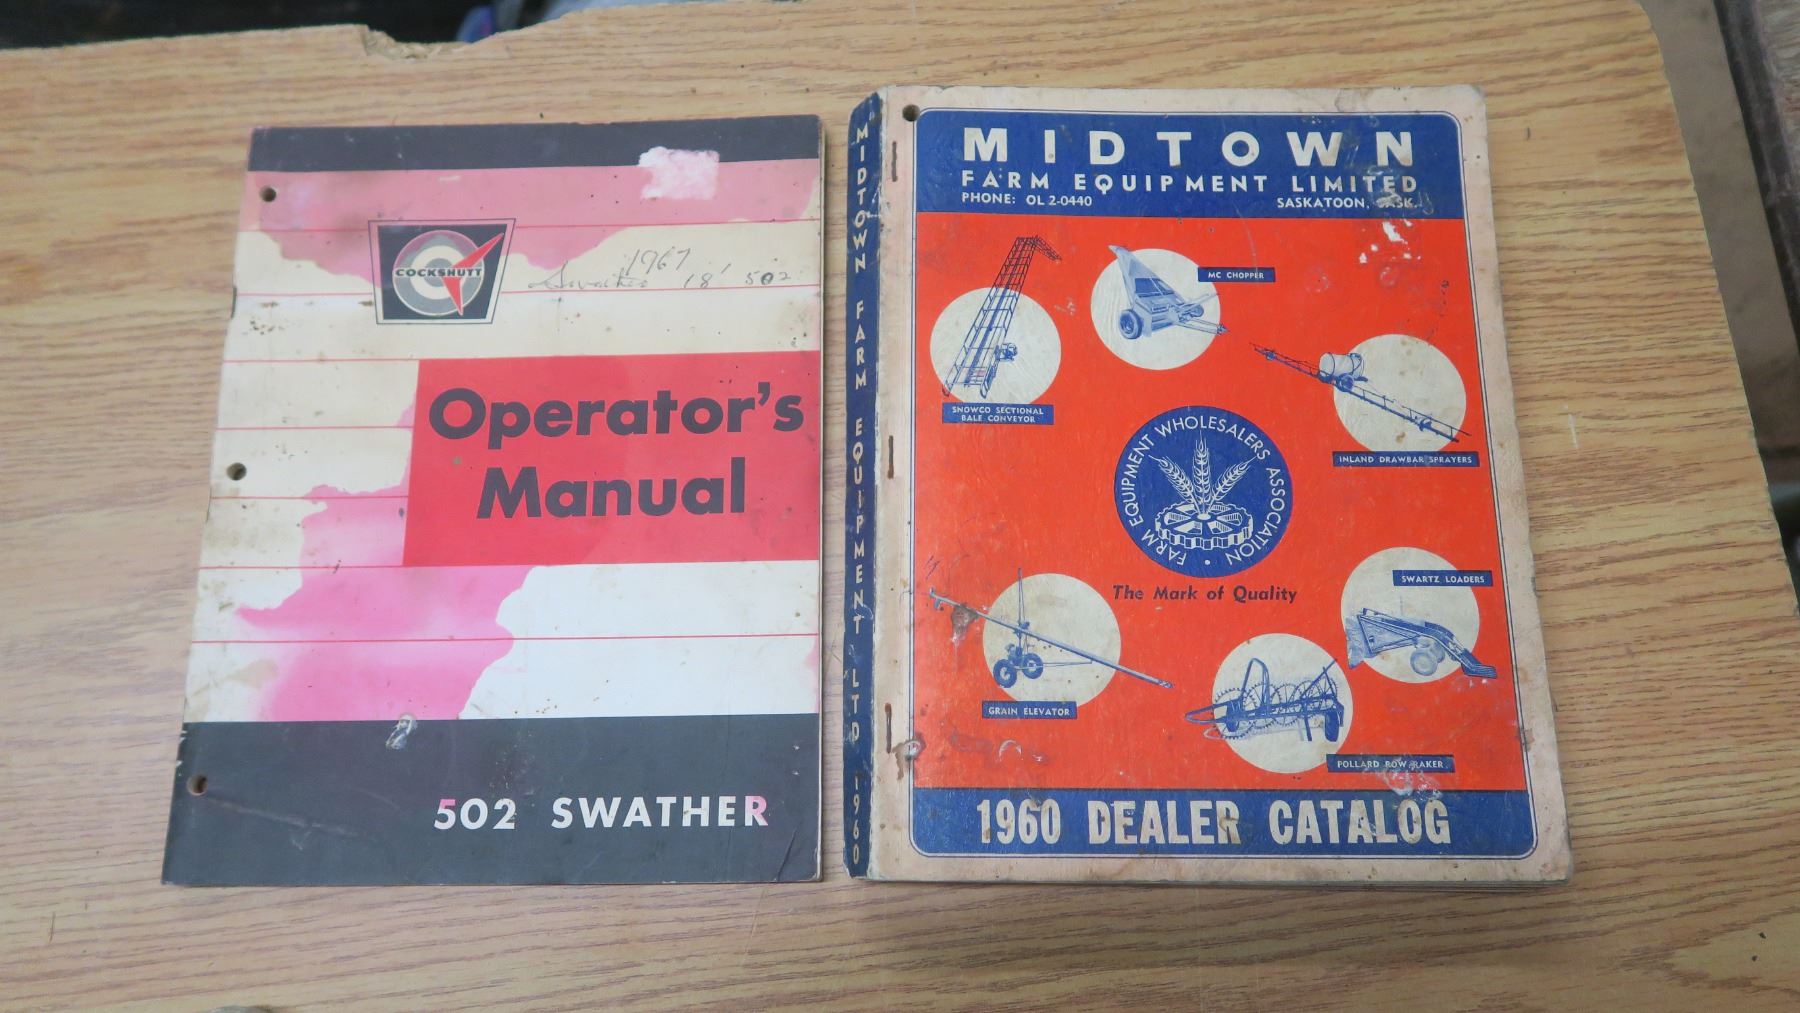 COCKSHUTT
1967
Swather 18' 502
Operator's
Manual
502 SWATHER
MIDTOWN FARM EQUIPMENT LTD 1960
MIDTOWN
FARM EQUIPMENT LIMITED
PHONE: OL 2-0440 SASKATOON, SASK.
MC CHOPPER
SNOWCO SECTIONAL
BALE CONVEYOR
INLAND DRAWBAR SPRAYERS
FARM EQUIPMENT WHOLESALERS ASSOCIATION •
The Mark of Quality
SWARTZ LOADERS
GRAIN ELEVATOR
POLLARD ROW RAKER
1960 DEALER CATALOG